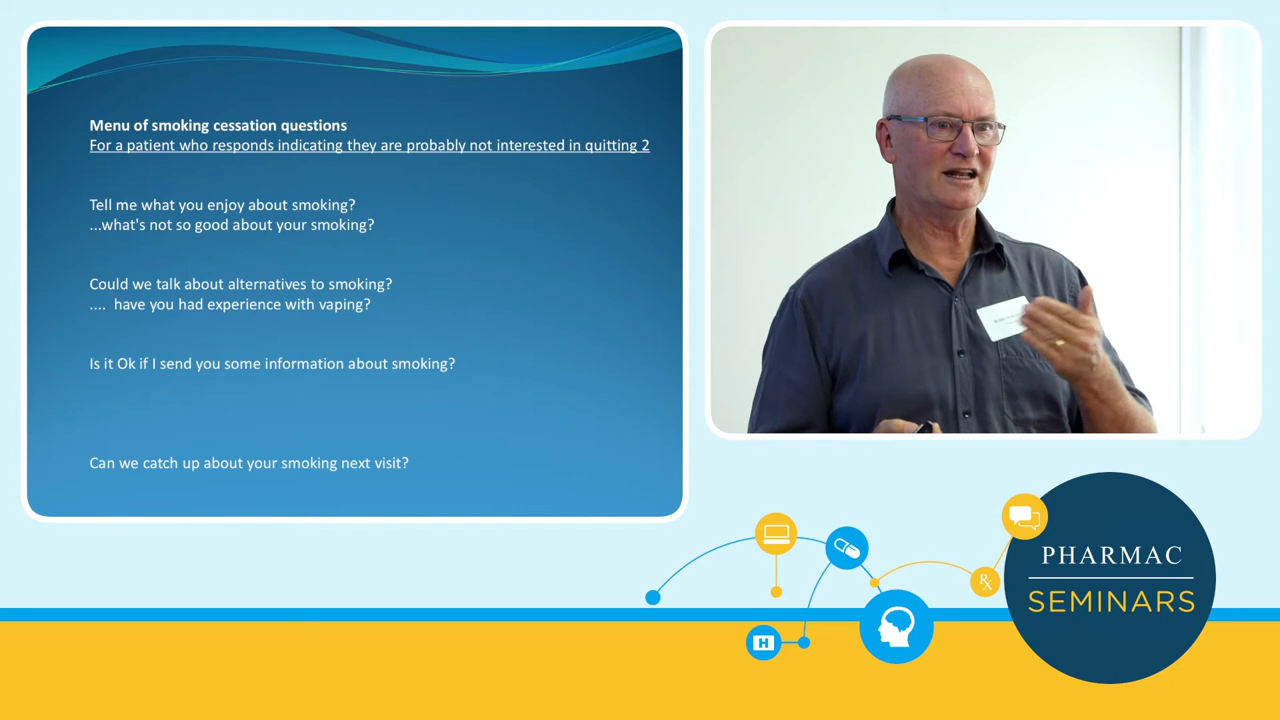 Menu of smoking cessation questions
For a patient who responds indicating they are probably not interested in quitting 2
Tell me what you enjoy about smoking?
...what's not so good about your smoking?
Could we talk about alternatives to smoking?
.... have you had experience with vaping?
Is it Ok if I send you some information about smoking?
Can we catch up about your smoking next visit?
PHARMAC
SEMINARS
Rx
H